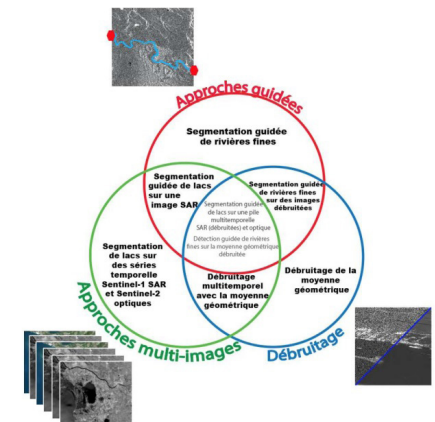 Approches guidées
Segmentation guidée
de rivières fines
Segmentation
guidée de lacs
sur une
image SAR
Segmentation guidée
de rivières fines
sur des images
débruitées
Segmentation guidée
de lacs sur une pile
multitemporelle
SAR (débruitées) et optique
Détection guidée de rivières
fines sur la moyenne géométrique
débruitée
Segmentation
de lacs sur
des séries
temporelle
Sentinel-1 SAR
et Sentinel-2
optiques
Débruitage
multitemporel
avec la moyenne
géométrique
Débruitage de la
moyenne
géométrique
Approches multi-images
Débruitage